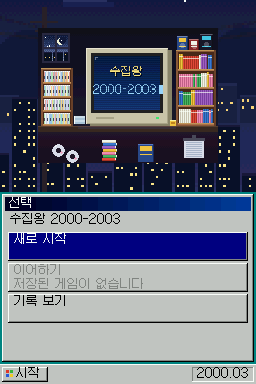 수집왕
2000-2003
선택
수집왕 2000-2003
새로 시작
이어하기
저장된 게임이 없습니다
기록 보기
시작
2000.03